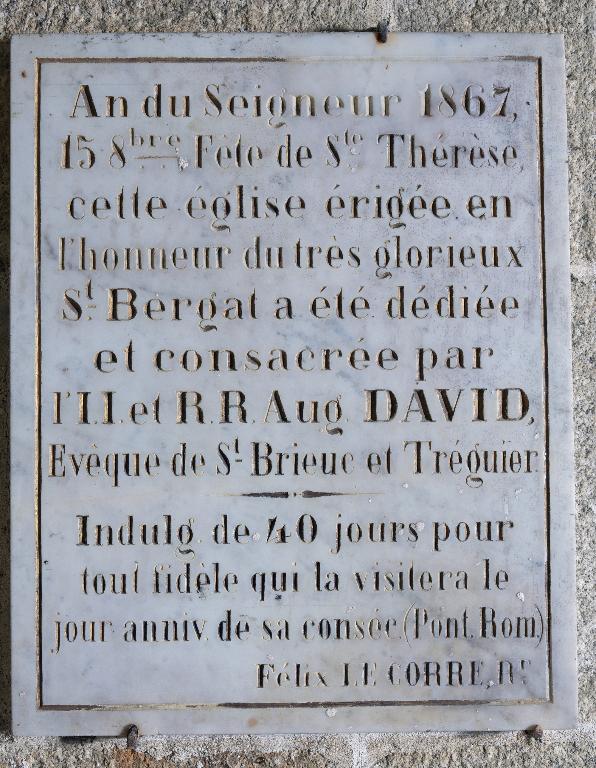 An du Seigneur 1867,
15 8bre Fête de Ste Thérèse,
cette église érigée en
l'honneur du très glorieux
St Bergat a été dédiée
et consacrée par
l'I.I. et R.R. Aug. DAVID,
Evêque de St Brieuc et Tréguier.
Indulg. de 40 jours pour
tout fidèle qui la visitera le
jour anniv. de sa conséc. (Pont. Rom.)
Félix LE CORRE, Rr